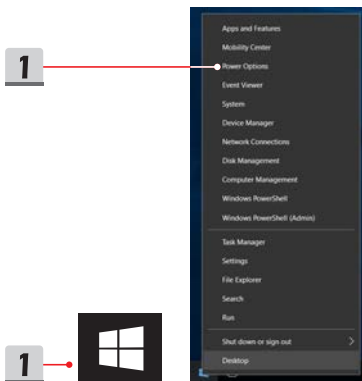 1
Apps and Features
Mobility Center
Power Options
Event Viewer
System
Device Manager
Network Connections
Disk Management
Computer Management
Windows PowerShell
Windows PowerShell (Admin)
Task Manager
Settings
File Explorer
Search
Run
Shut down or sign out
Desktop
1